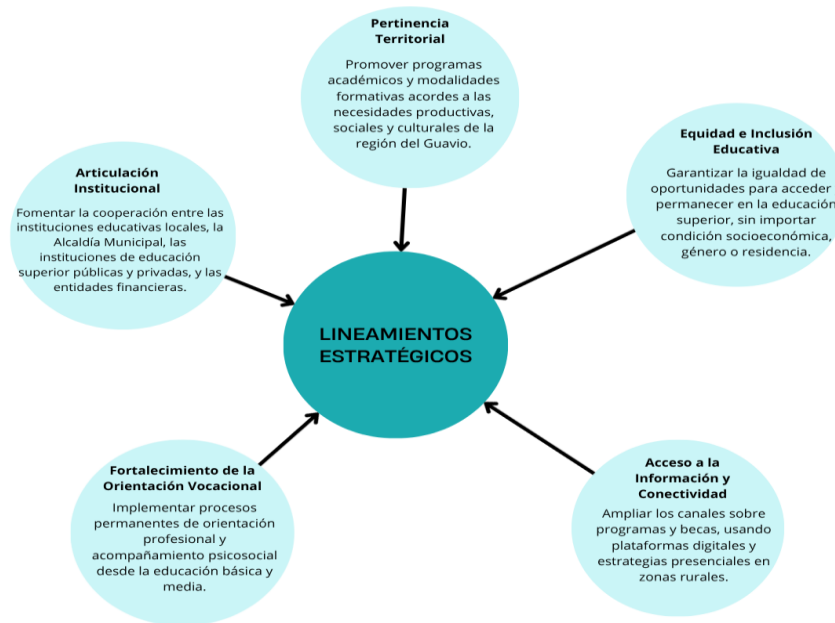 Pertinencia
Territorial
Promover programas
académicos y modalidades
formativas acordes a las
necesidades productivas,
sociales y culturales de la
región del Guavio.
Equidad e Inclusión
Educativa
Garantizar la igualdad de
oportunidades para acceder
permanecer en la educación
superior, sin importar
condición socioeconómica,
género o residencia.
Articulación
Institucional
Fomentar la cooperación entre las
instituciones educativas locales, la
Alcaldía Municipal, las
instituciones de educación
superior públicas y privadas, y las
entidades financieras.
LINEAMIENTOS
ESTRATÉGICOS
Fortalecimiento de la
Orientación Vocacional
Implementar procesos
permanentes de orientación
profesional y
acompañamiento psicosocial
desde la educación básica y
media.
Acceso a la
Información y
Conectividad
Ampliar los canales sobre
programas y becas, usando
plataformas digitales y
estrategias presenciales en
zonas rurales.